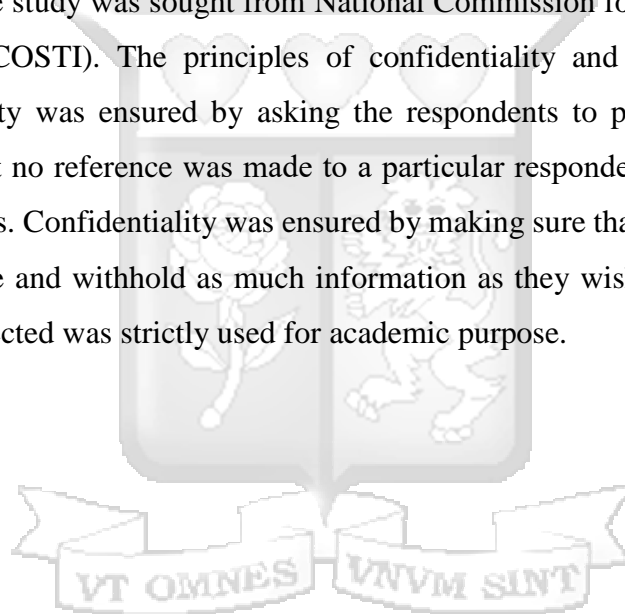 e study was sought from National Commission fo
COSTI). The principles of confidentiality and
ty was ensured by asking the respondents to p
t no reference was made to a particular responde
s. Confidentiality was ensured by making sure tha
e and withhold as much information as they wis
ected was strictly used for academic purpose.
VT OMNES VNVM SINT